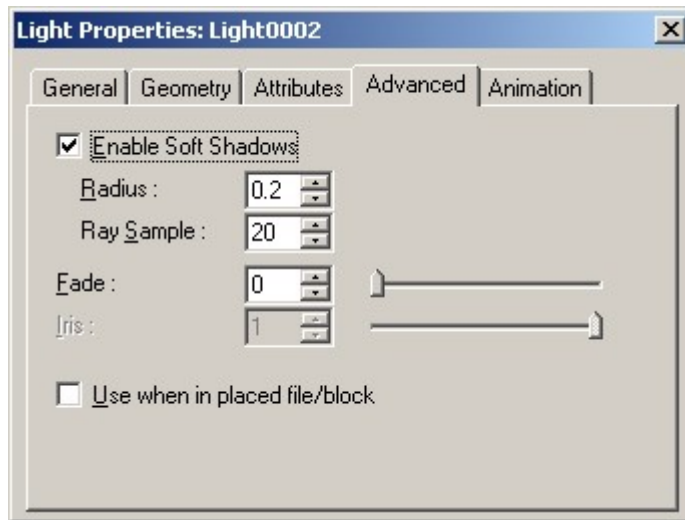 Light Properties: Light0002
General Geometry Attributes Advanced Animation
Enable Soft Shadows
Radius : 0.2
Ray Sample : 20
Fade : 0
Iris : 1
Use when in placed file/block